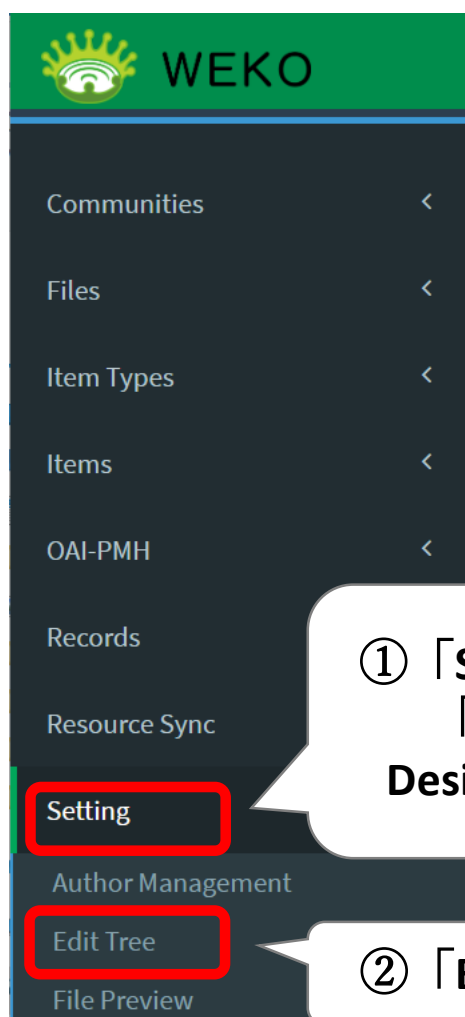 WEKO
Communities
Files
Item Types
Items
OAI-PMH
Records
①「S
「
Desi
Resource Sync
Setting
Author Management
Edit Tree
②「E
File Preview